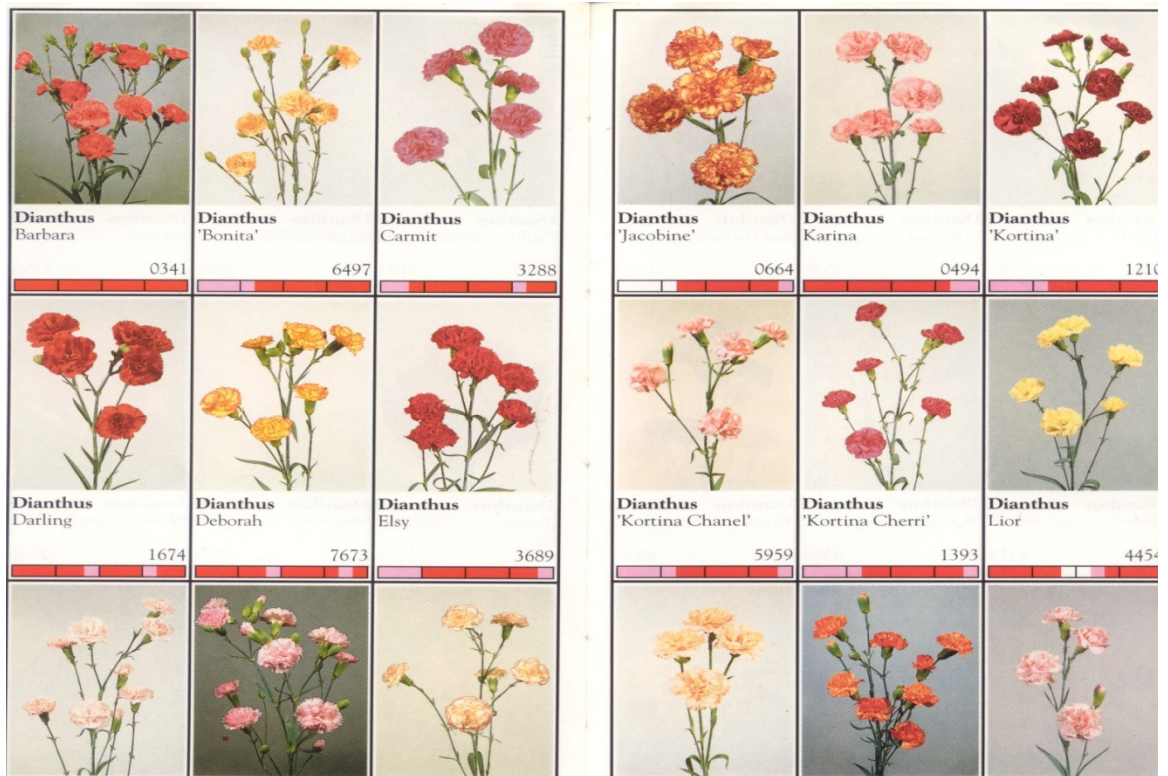 Dianthus
Barbara
0341
Dianthus
'Bonita'
6497
Dianthus
Carmit
3288
Dianthus
'Jacobine'
0664
Dianthus
Karina
0494
Dianthus
'Kortina'
1210
Dianthus
Darling
1674
Dianthus
Deborah
7673
Dianthus
Elsy
3689
Dianthus
'Kortina Chanel'
5959
Dianthus
'Kortina Cherri'
1393
Dianthus
Lior
4454